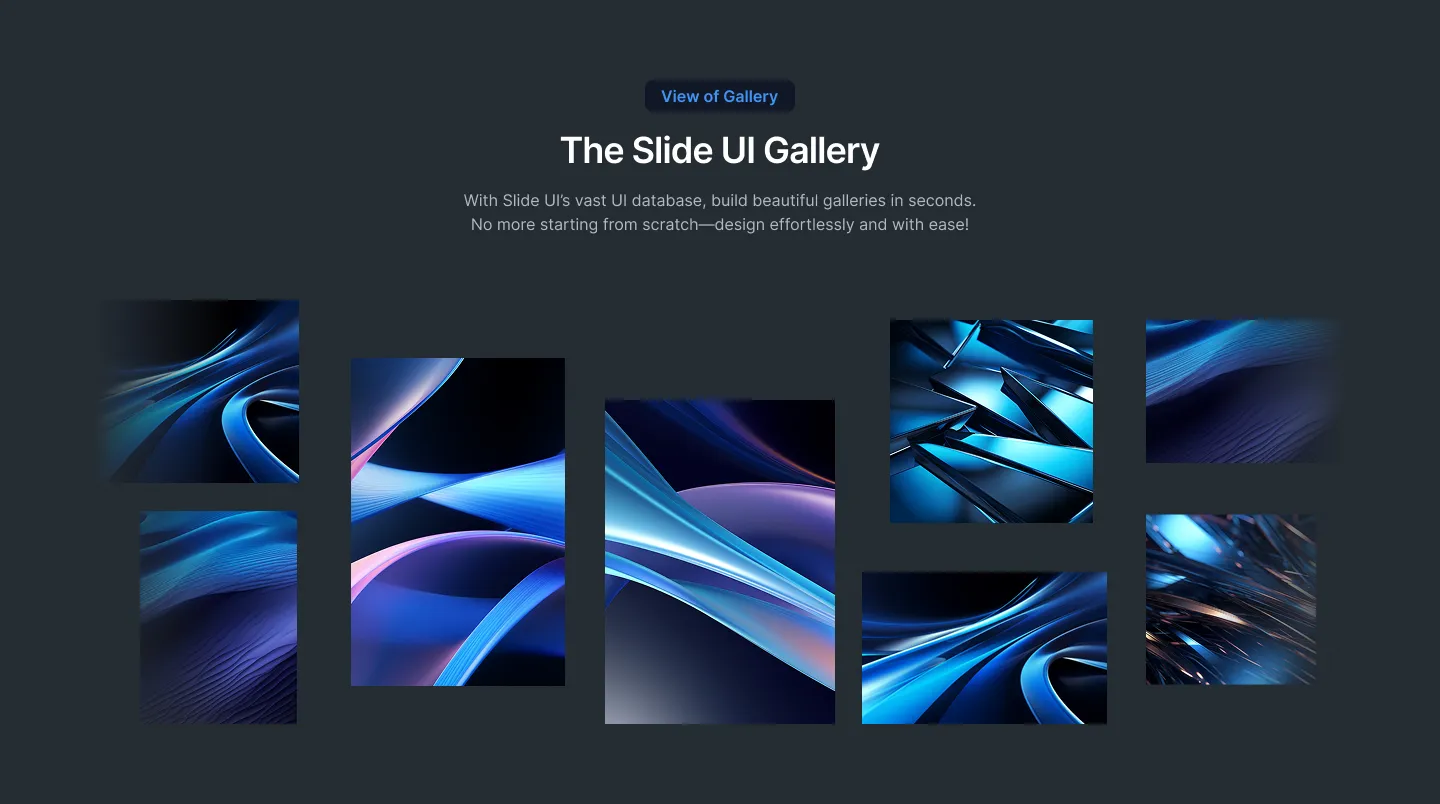 View of Gallery
The Slide UI Gallery
With Slide UI’s vast UI database, build beautiful galleries in seconds.
No more starting from scratch—design effortlessly and with ease!